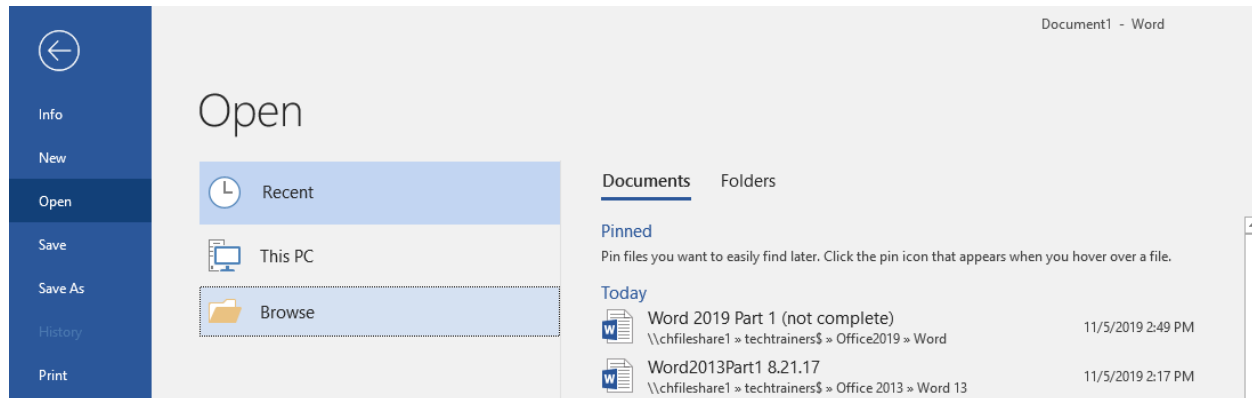 Document1 - Word
Info
New
Open
Save
Save As
History
Print
Open
Recent
This PC
Browse
Documents Folders
Pinned
Pin files you want to easily find later. Click the pin icon that appears when you hover over a file.
Today
Word 2019 Part 1 (not complete)
\\chfileshare1 » techtrainers$ » Office2019 » Word
11/5/2019 2:49 PM
Word2013Part1 8.21.17
\\chfileshare1 » techtrainers$ » Office 2013 » Word 13
11/5/2019 2:17 PM